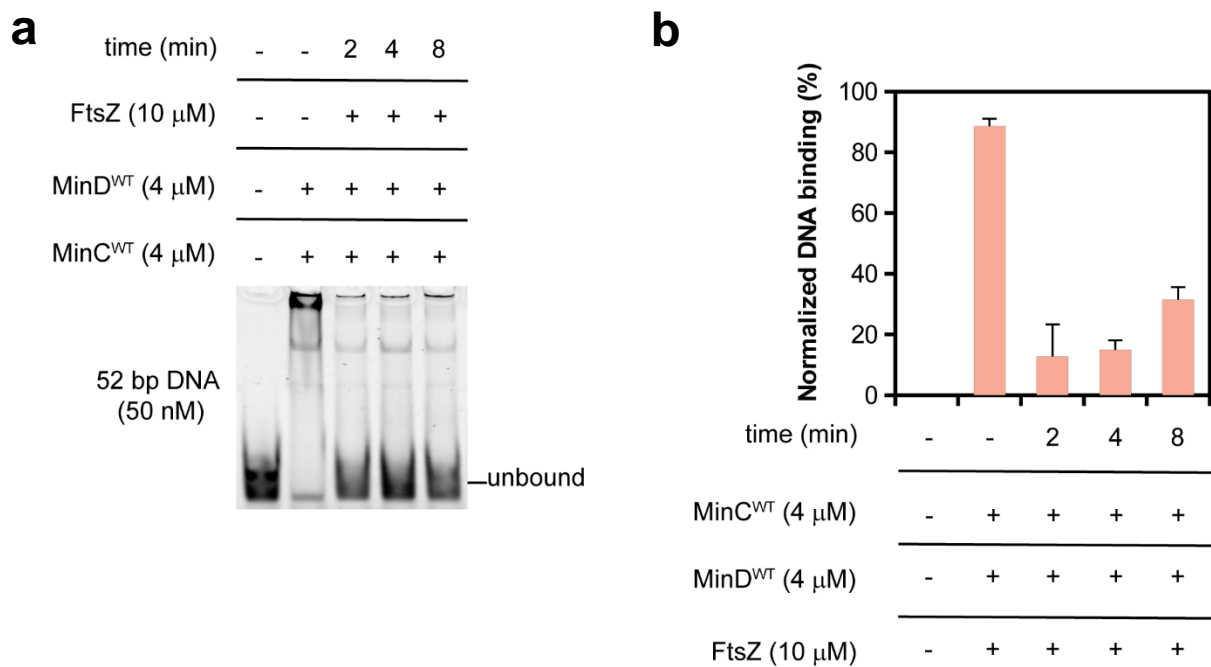 a
time (min) - - 2 4 8
FtsZ (10 μM) - - + + +
MinD^WT (4 μM) - + + + +
MinC^WT (4 μM) - + + + +
52 bp DNA
(50 nM)
unbound
b
Normalized DNA binding (%)
100
80
60
40
20
0
time (min) - - 2 4 8
MinC^WT (4 μM) - + + + +
MinD^WT (4 μM) - + + + +
FtsZ (10 μM) - + + + +